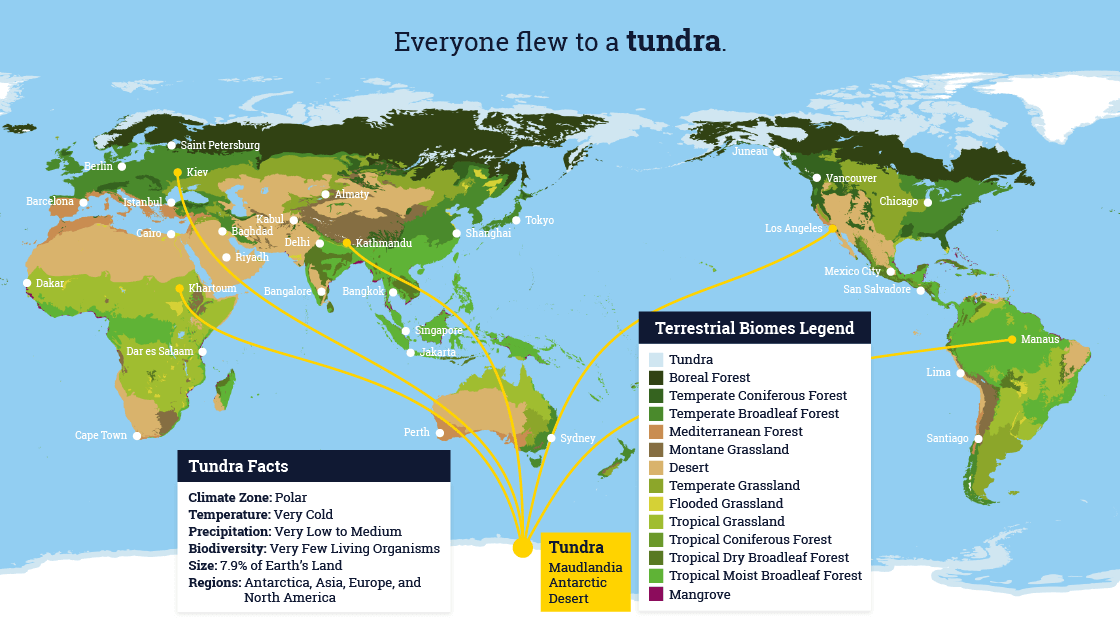 Everyone flew to a tundra.
Saint Petersburg
Juneau
Berlin
Kiev
Vancouver
Almaty
Barcelona
Istanbul
Chicago
Kabul
Tokyo
Cairo
Baghdad
Shanghai
Los Angeles
Delhi
Kathmandu
Riyadh
Mexico City
Dakar
Khartoum
Bangalore
Bangkok
San Salvadore
Singapore
Manaus
Dar es Salaam
Jakarta
Lima
Cape Town
Perth
Sydney
Santiago
Terrestrial Biomes Legend
Tundra
Boreal Forest
Temperate Coniferous Forest
Temperate Broadleaf Forest
Mediterranean Forest
Montane Grassland
Desert
Temperate Grassland
Flooded Grassland
Tropical Grassland
Tropical Coniferous Forest
Tropical Dry Broadleaf Forest
Tropical Moist Broadleaf Forest
Mangrove
Tundra Facts
Climate Zone: Polar
Temperature: Very Cold
Precipitation: Very Low to Medium
Biodiversity: Very Few Living Organisms
Size: 7.9% of Earth's Land
Regions: Antarctica, Asia, Europe, and
North America
Tundra
Maudlandia
Antarctic
Desert